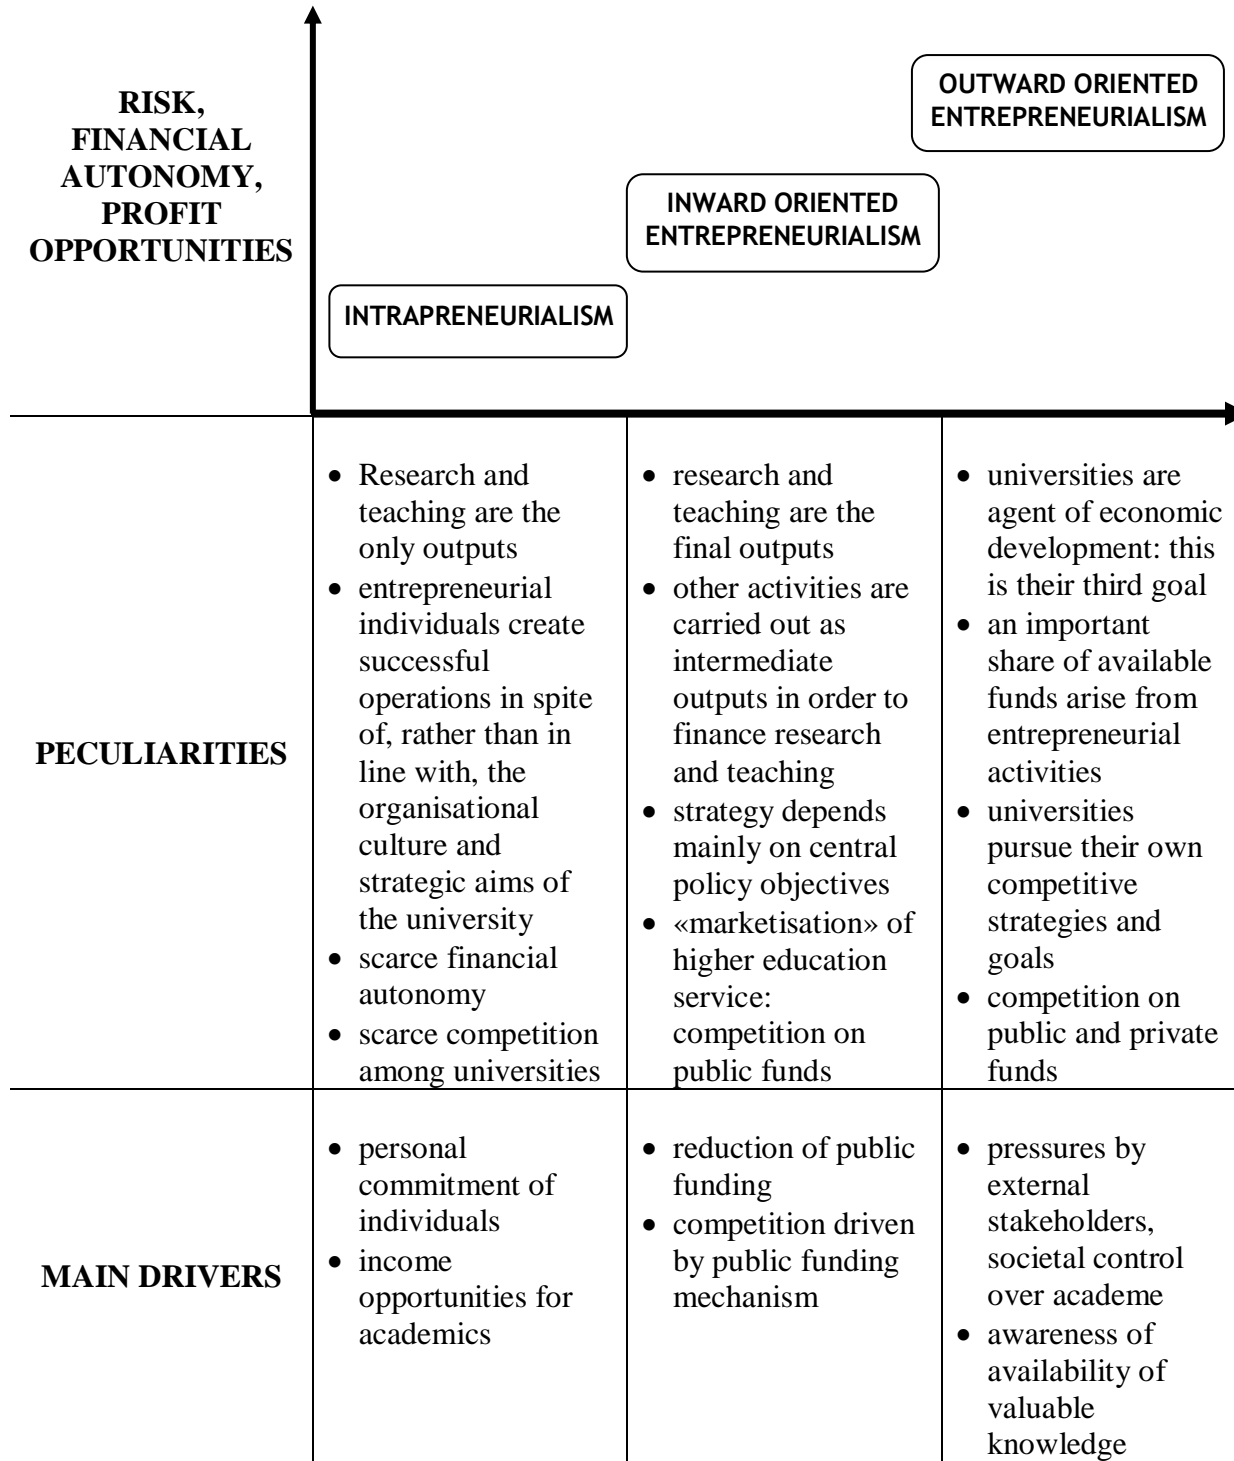 RISK,
FINANCIAL
AUTONOMY,
PROFIT
OPPORTUNITIES
OUTWARD ORIENTED
ENTREPRENEURIALISM
INWARD ORIENTED
ENTREPRENEURIALISM
INTRAPRENEURIALISM
PECULIARITIES
• Research and
teaching are the
only outputs
• entrepreneurial
individuals create
successful
operations in spite
of, rather than in
line with, the
organisational
culture and
strategic aims of
the university
• scarce financial
autonomy
• scarce competition
among universities
• research and
teaching are the
final outputs
• other activities are
carried out as
intermediate
outputs in order to
finance research
and teaching
• strategy depends
mainly on central
policy objectives
• «marketisation» of
higher education
service:
competition on
public funds
• universities are
agent of economic
development: this
is their third goal
• an important
share of available
funds arise from
entrepreneurial
activities
• universities
pursue their own
competitive
strategies and
goals
• competition on
public and private
funds
MAIN DRIVERS
• personal
commitment of
individuals
• income
opportunities for
academics
• reduction of public
funding
• competition driven
by public funding
mechanism
• pressures by
external
stakeholders,
societal control
over academe
• awareness of
availability of
valuable
knowledge